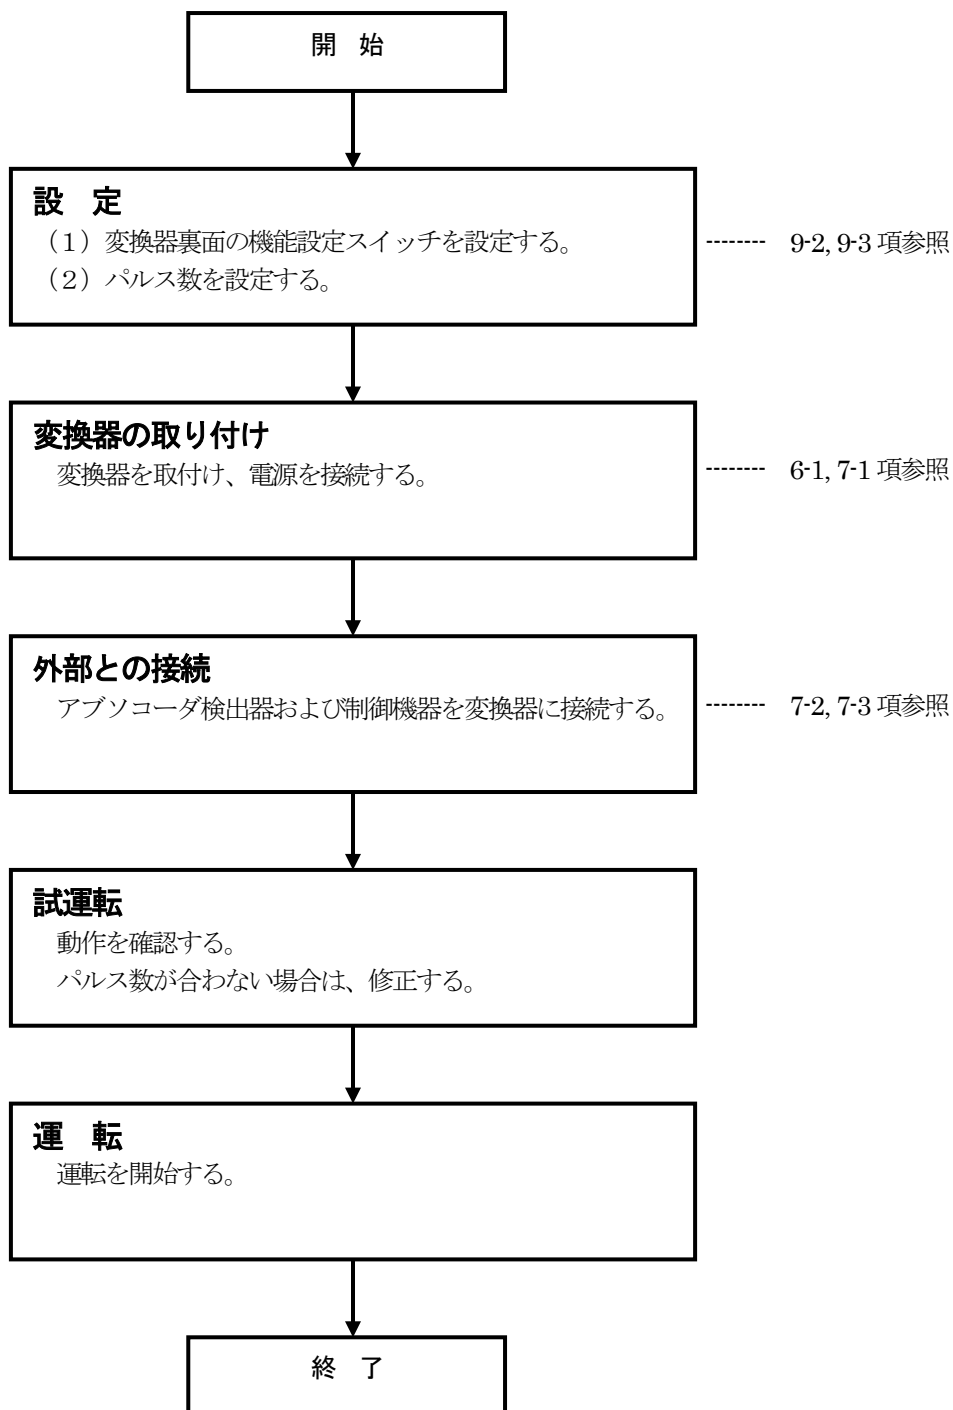 開　始
設　定
（１）変換器裏面の機能設定スイッチを設定する。
-------- 9-2, 9-3 項参照
（２）パルス数を設定する。
変換器の取り付け
変換器を取付け、電源を接続する。
-------- 6-1, 7-1 項参照
外部との接続
アブソコーダ検出器および制御機器を変換器に接続する。
-------- 7-2, 7-3 項参照
試運転
動作を確認する。
パルス数が合わない場合は、修正する。
運　転
運転を開始する。
終　了